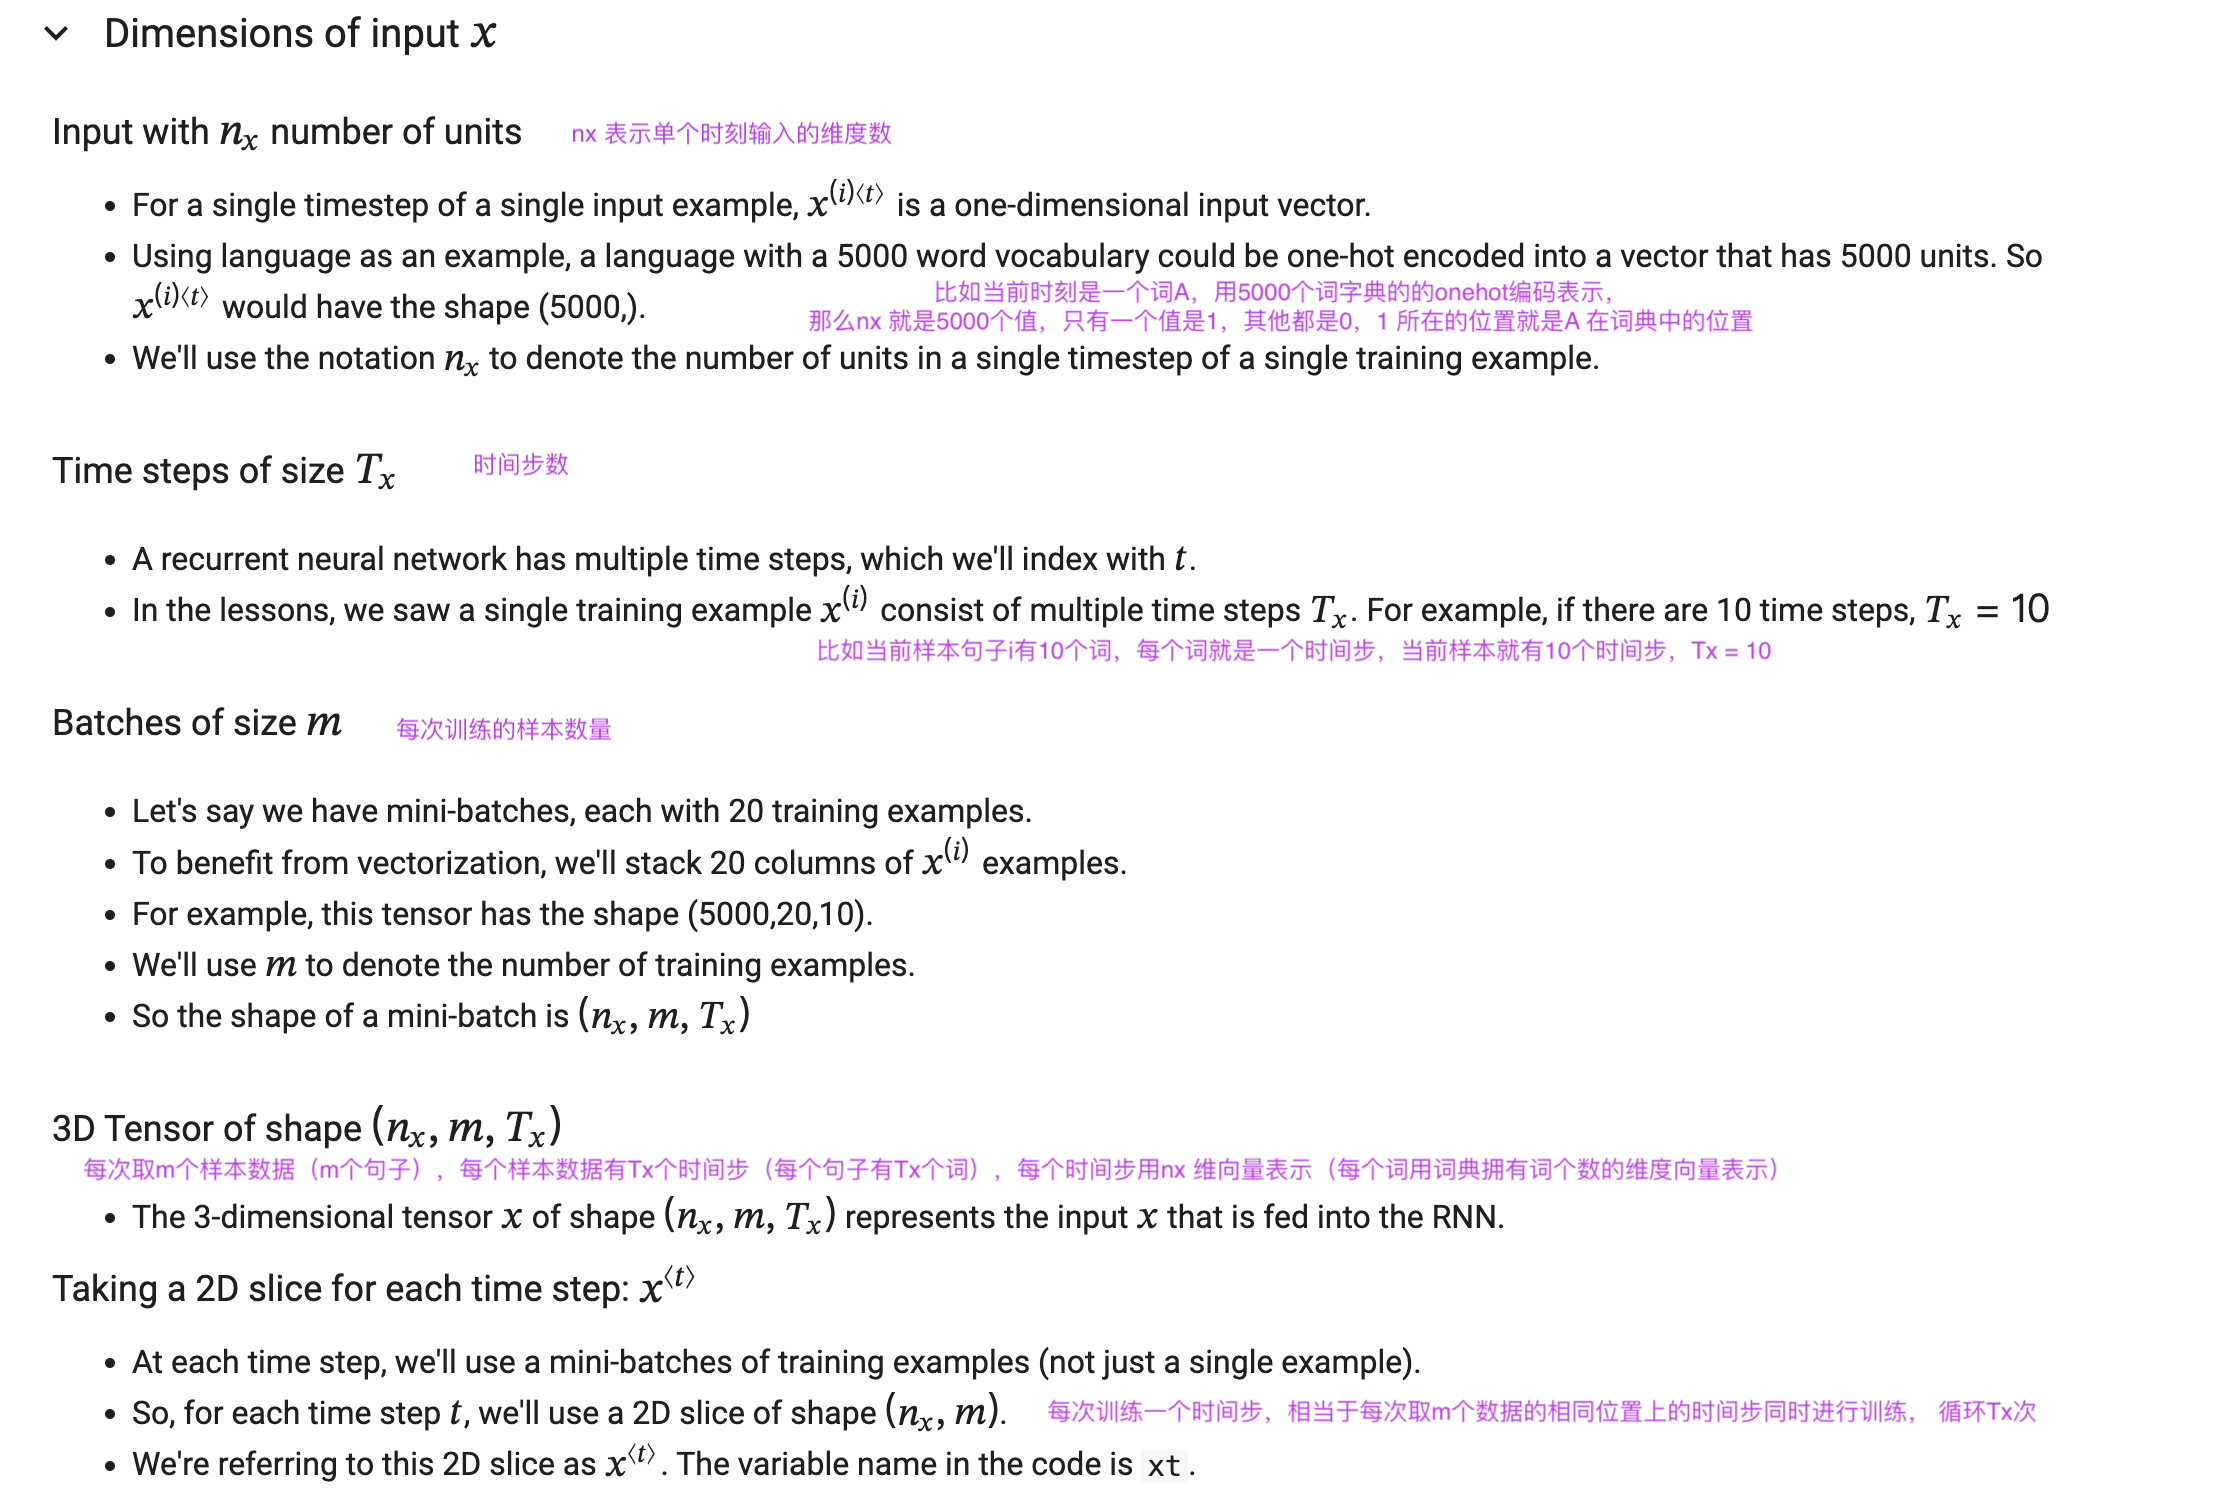 Dimensions of input x
Input with nₓ number of units nx 表示单个时刻输入的维度数
• For a single timestep of a single input example, x⁽ⁱ⁾⟨ᵗ⟩ is a one-dimensional input vector.
• Using language as an example, a language with a 5000 word vocabulary could be one-hot encoded into a vector that has 5000 units. So
比如当前时刻是一个词A，用5000个词字典的的onehot编码表示，
x⁽ⁱ⁾⟨ᵗ⟩ would have the shape (5000,).
那么nx 就是5000个值，只有一个值是1，其他都是0，1 所在的位置就是A 在词典中的位置
• We'll use the notation nₓ to denote the number of units in a single timestep of a single training example.
Time steps of size Tₓ 时间步数
• A recurrent neural network has multiple time steps, which we'll index with t.
• In the lessons, we saw a single training example x⁽ⁱ⁾ consist of multiple time steps Tₓ. For example, if there are 10 time steps, Tₓ = 10
比如当前样本句子i有10个词，每个词就是一个时间步，当前样本就有10个时间步，Tx = 10
Batches of size m 每次训练的样本数量
• Let's say we have mini-batches, each with 20 training examples.
• To benefit from vectorization, we'll stack 20 columns of x⁽ⁱ⁾ examples.
• For example, this tensor has the shape (5000,20,10).
• We'll use m to denote the number of training examples.
• So the shape of a mini-batch is (nₓ, m, Tₓ)
3D Tensor of shape (nₓ, m, Tₓ)
每次取m个样本数据（m个句子），每个样本数据有Tx个时间步（每个句子有Tx个词），每个时间步用nx 维向量表示（每个词用词典拥有词个数的维度向量表示）
• The 3-dimensional tensor x of shape (nₓ, m, Tₓ) represents the input x that is fed into the RNN.
Taking a 2D slice for each time step: x⟨ᵗ⟩
• At each time step, we'll use a mini-batches of training examples (not just a single example).
• So, for each time step t, we'll use a 2D slice of shape (nₓ, m). 每次训练一个时间步，相当于每次取m个数据的相同位置上的时间步同时进行训练， 循环Tx次
• We're referring to this 2D slice as x⟨ᵗ⟩. The variable name in the code is xt.